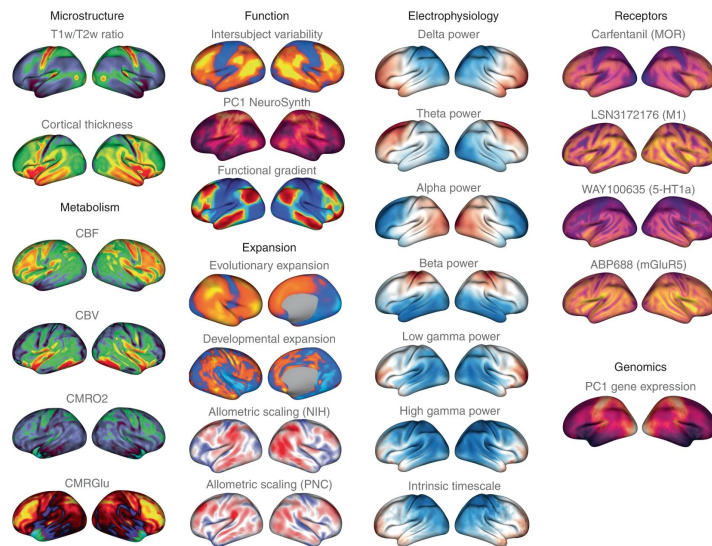 Microstructure
T1w/T2w ratio
Cortical thickness
Metabolism
CBF
CBV
CMRO2
CMRGlu
Function
Intersubject variability
PC1 NeuroSynth
Functional gradient
Expansion
Evolutionary expansion
Developmental expansion
Allometric scaling (NIH)
Allometric scaling (PNC)
Electrophysiology
Delta power
Theta power
Alpha power
Beta power
Low gamma power
High gamma power
Intrinsic timescale
Receptors
Carfentanil (MOR)
LSN3172176 (M1)
WAY100635 (5-HT1a)
ABP688 (mGluR5)
Genomics
PC1 gene expression